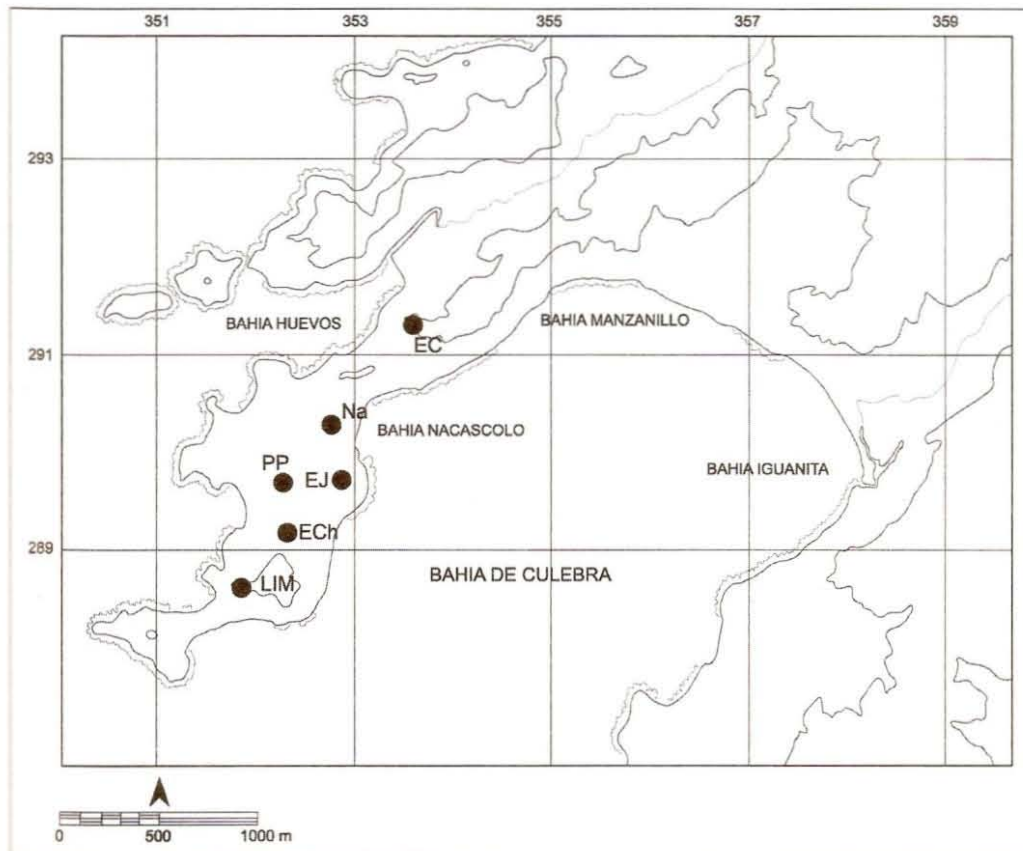 351 353 355 357 359
293
BAHIA HUEVOS
BAHIA MANZANILLO
EC
291
Na
BAHIA NACASCOLO
PP
EJ
BAHIA IGUANITA
ECh
289
BAHIA DE CULEBRA
LIM
0 500 1000 m